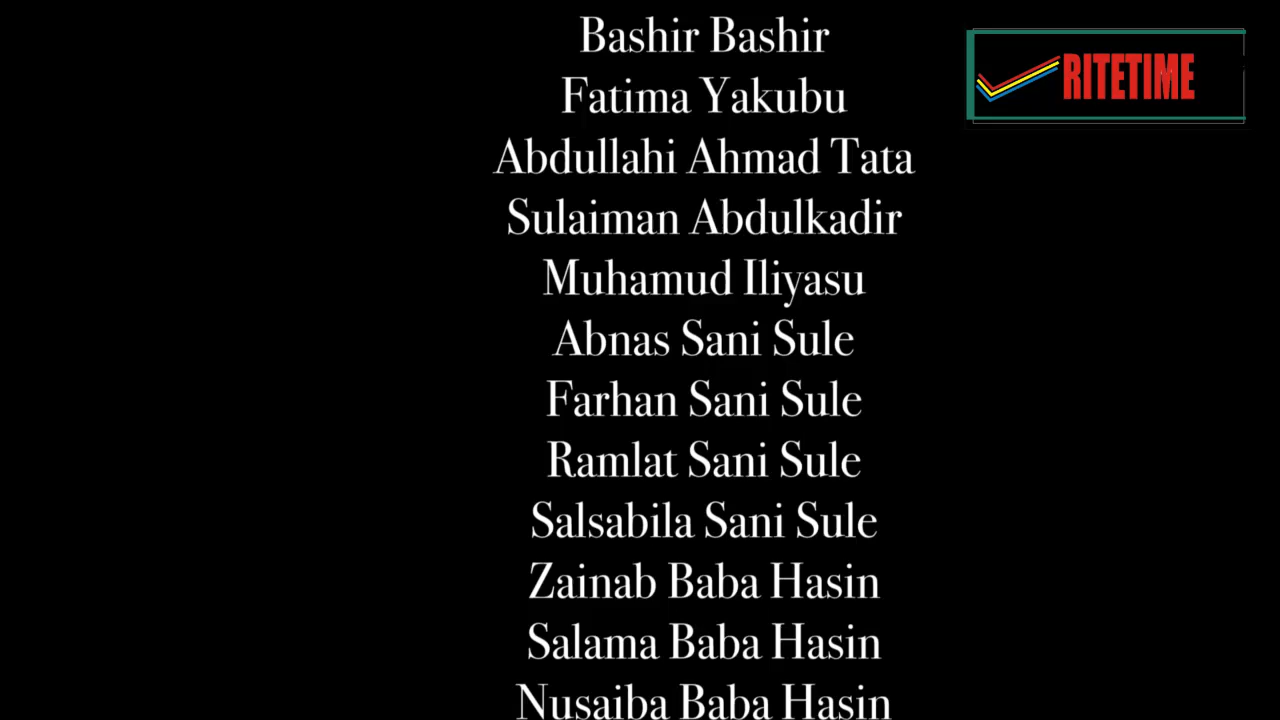 Bashir Bashir
RITETIME
Fatima Yakubu
Abdullahi Ahmad Tata
Sulaiman Abdulkadir
Muhamud Iliyasu
Abnas Sani Sule
Farhan Sani Sule
Ramlat Sani Sule
Salsabila Sani Sule
Zainab Baba Hasin
Salama Baba Hasin
Nusaiba Baba Hasin